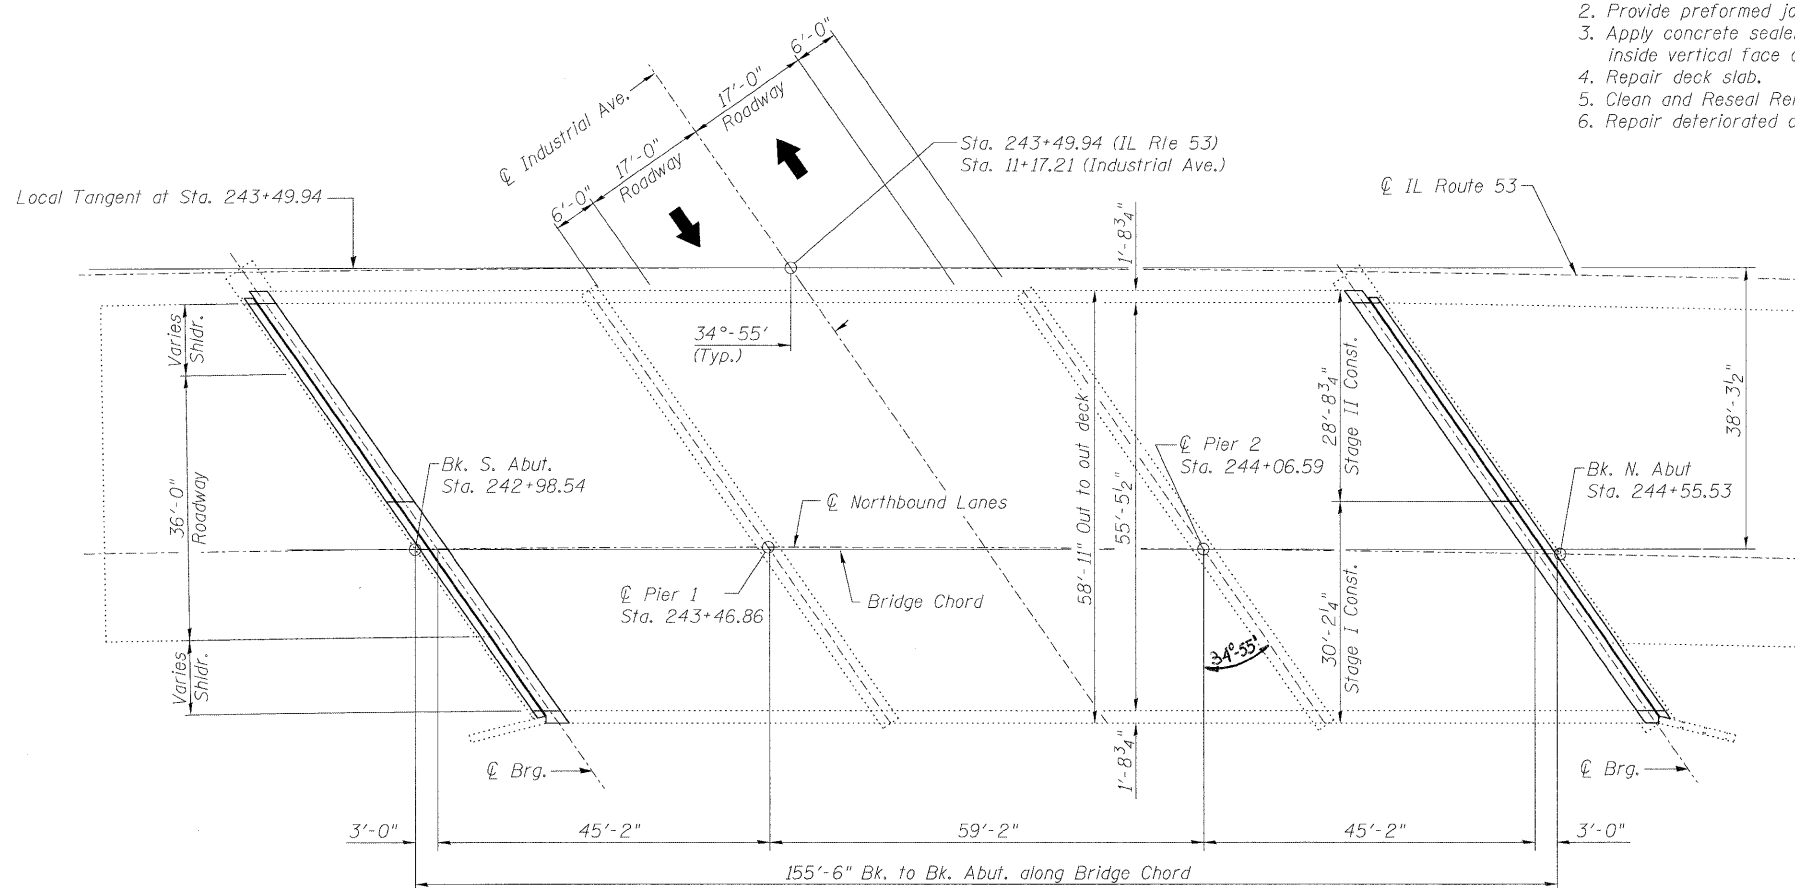 2. Provide preformed jo
3. Apply concrete sealer
inside vertical face o
4. Repair deck slab.
5. Clean and Reseal Rel
6. Repair deteriorated a
6'-0"
17'-0"
Roadway
17'-0"
Roadway
6'-0"
℄ Industrial Ave.
Sta. 243+49.94 (IL Rte 53)
Sta. 11+17.21 (Industrial Ave.)
Local Tangent at Sta. 243+49.94
℄ IL Route 53
1'-8¾"
34°-55'
(Typ.)
Varies
Shldr.
36'-0"
Roadway
Varies
Shldr.
58'-11" Out to out deck
55'-5½"
28'-8¾"
Stage II Const.
38'-3½"
℄ Pier 2
Sta. 244+06.59
Bk. S. Abut.
Sta. 242+98.54
Bk. N. Abut
Sta. 244+55.53
℄ Northbound Lanes
℄ Pier 1
Sta. 243+46.86
Bridge Chord
34°-55'
30'-2¼"
Stage I Const.
1'-8¾"
℄ Brg.
℄ Brg.
3'-0"
45'-2"
59'-2"
45'-2"
3'-0"
155'-6" Bk. to Bk. Abut. along Bridge Chord